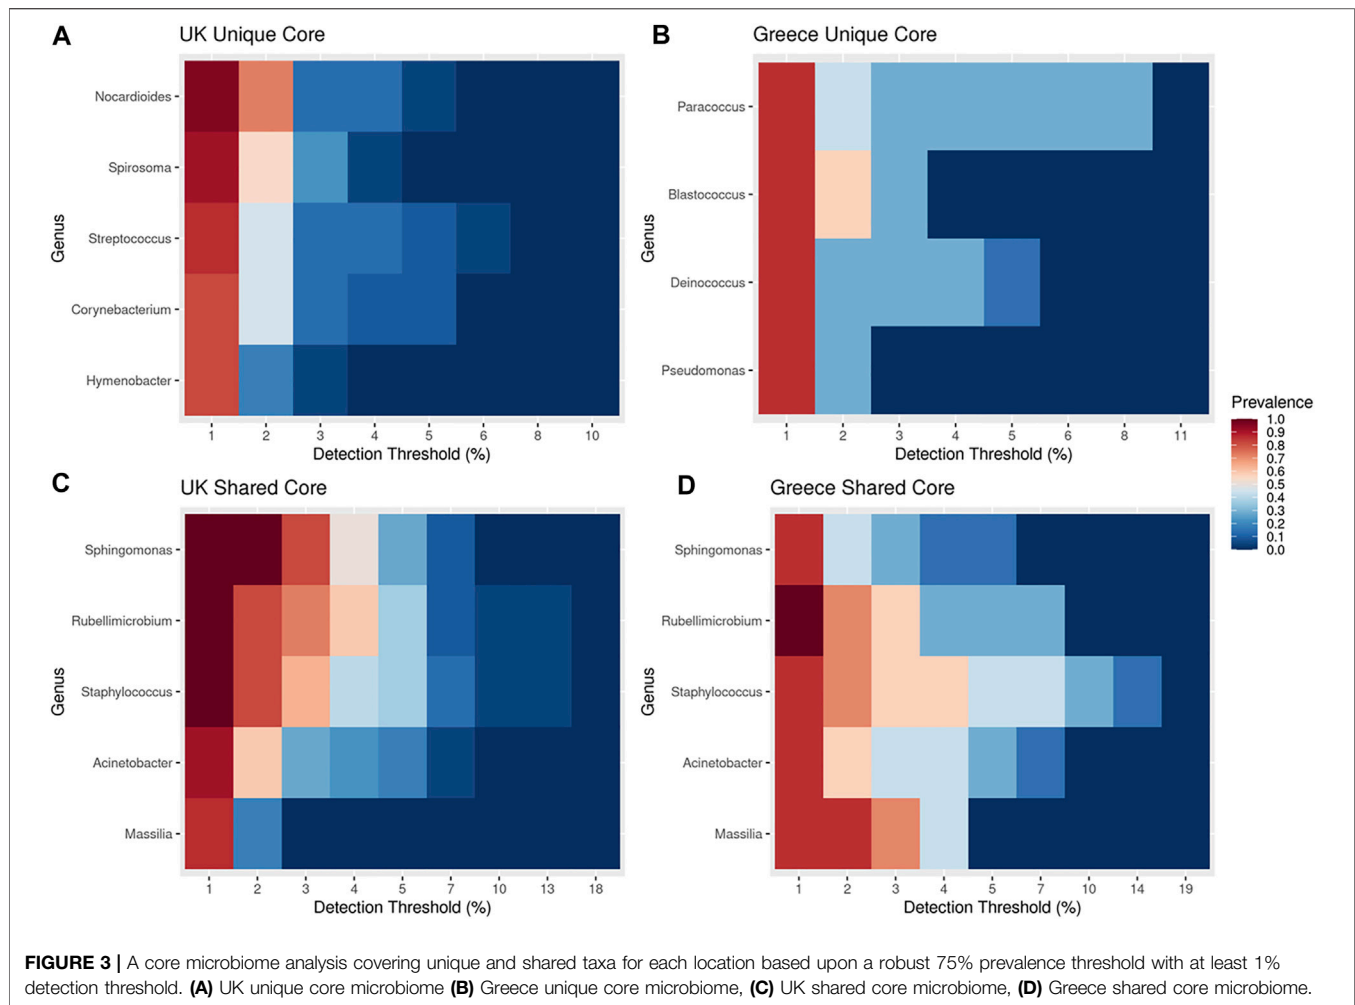 A
UK Unique Core
Genus
Nocardioides
Spirosoma
Streptococcus
Corynebacterium
Hymenobacter
1 2 3 4 5 6 8 10
Detection Threshold (%)
B
Greece Unique Core
Genus
Paracoccus
Blastococcus
Deinococcus
Pseudomonas
1 2 3 4 5 6 8 11
Detection Threshold (%)
Prevalence
1.0
0.9
0.8
0.7
0.6
0.5
0.4
0.3
0.2
0.1
0.0
C
UK Shared Core
Genus
Sphingomonas
Rubellimicrobium
Staphylococcus
Acinetobacter
Massilia
1 2 3 4 5 7 10 13 18
Detection Threshold (%)
D
Greece Shared Core
Genus
Sphingomonas
Rubellimicrobium
Staphylococcus
Acinetobacter
Massilia
1 2 3 4 5 7 10 14 19
Detection Threshold (%)
FIGURE 3 | A core microbiome analysis covering unique and shared taxa for each location based upon a robust 75% prevalence threshold with at least 1%
detection threshold. (A) UK unique core microbiome (B) Greece unique core microbiome, (C) UK shared core microbiome, (D) Greece shared core microbiome.